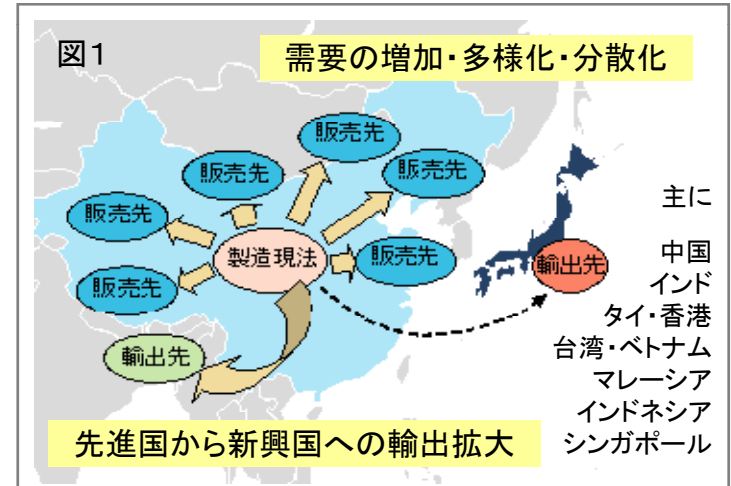 図1
需要の増加・多様化・分散化
販売先
販売先
販売先
販売先
製造現法
販売先
販売先
輸出先
輸出先
主に
中国
インド
タイ・香港
台湾・ベトナム
マレーシア
インドネシア
シンガポール
先進国から新興国への輸出拡大